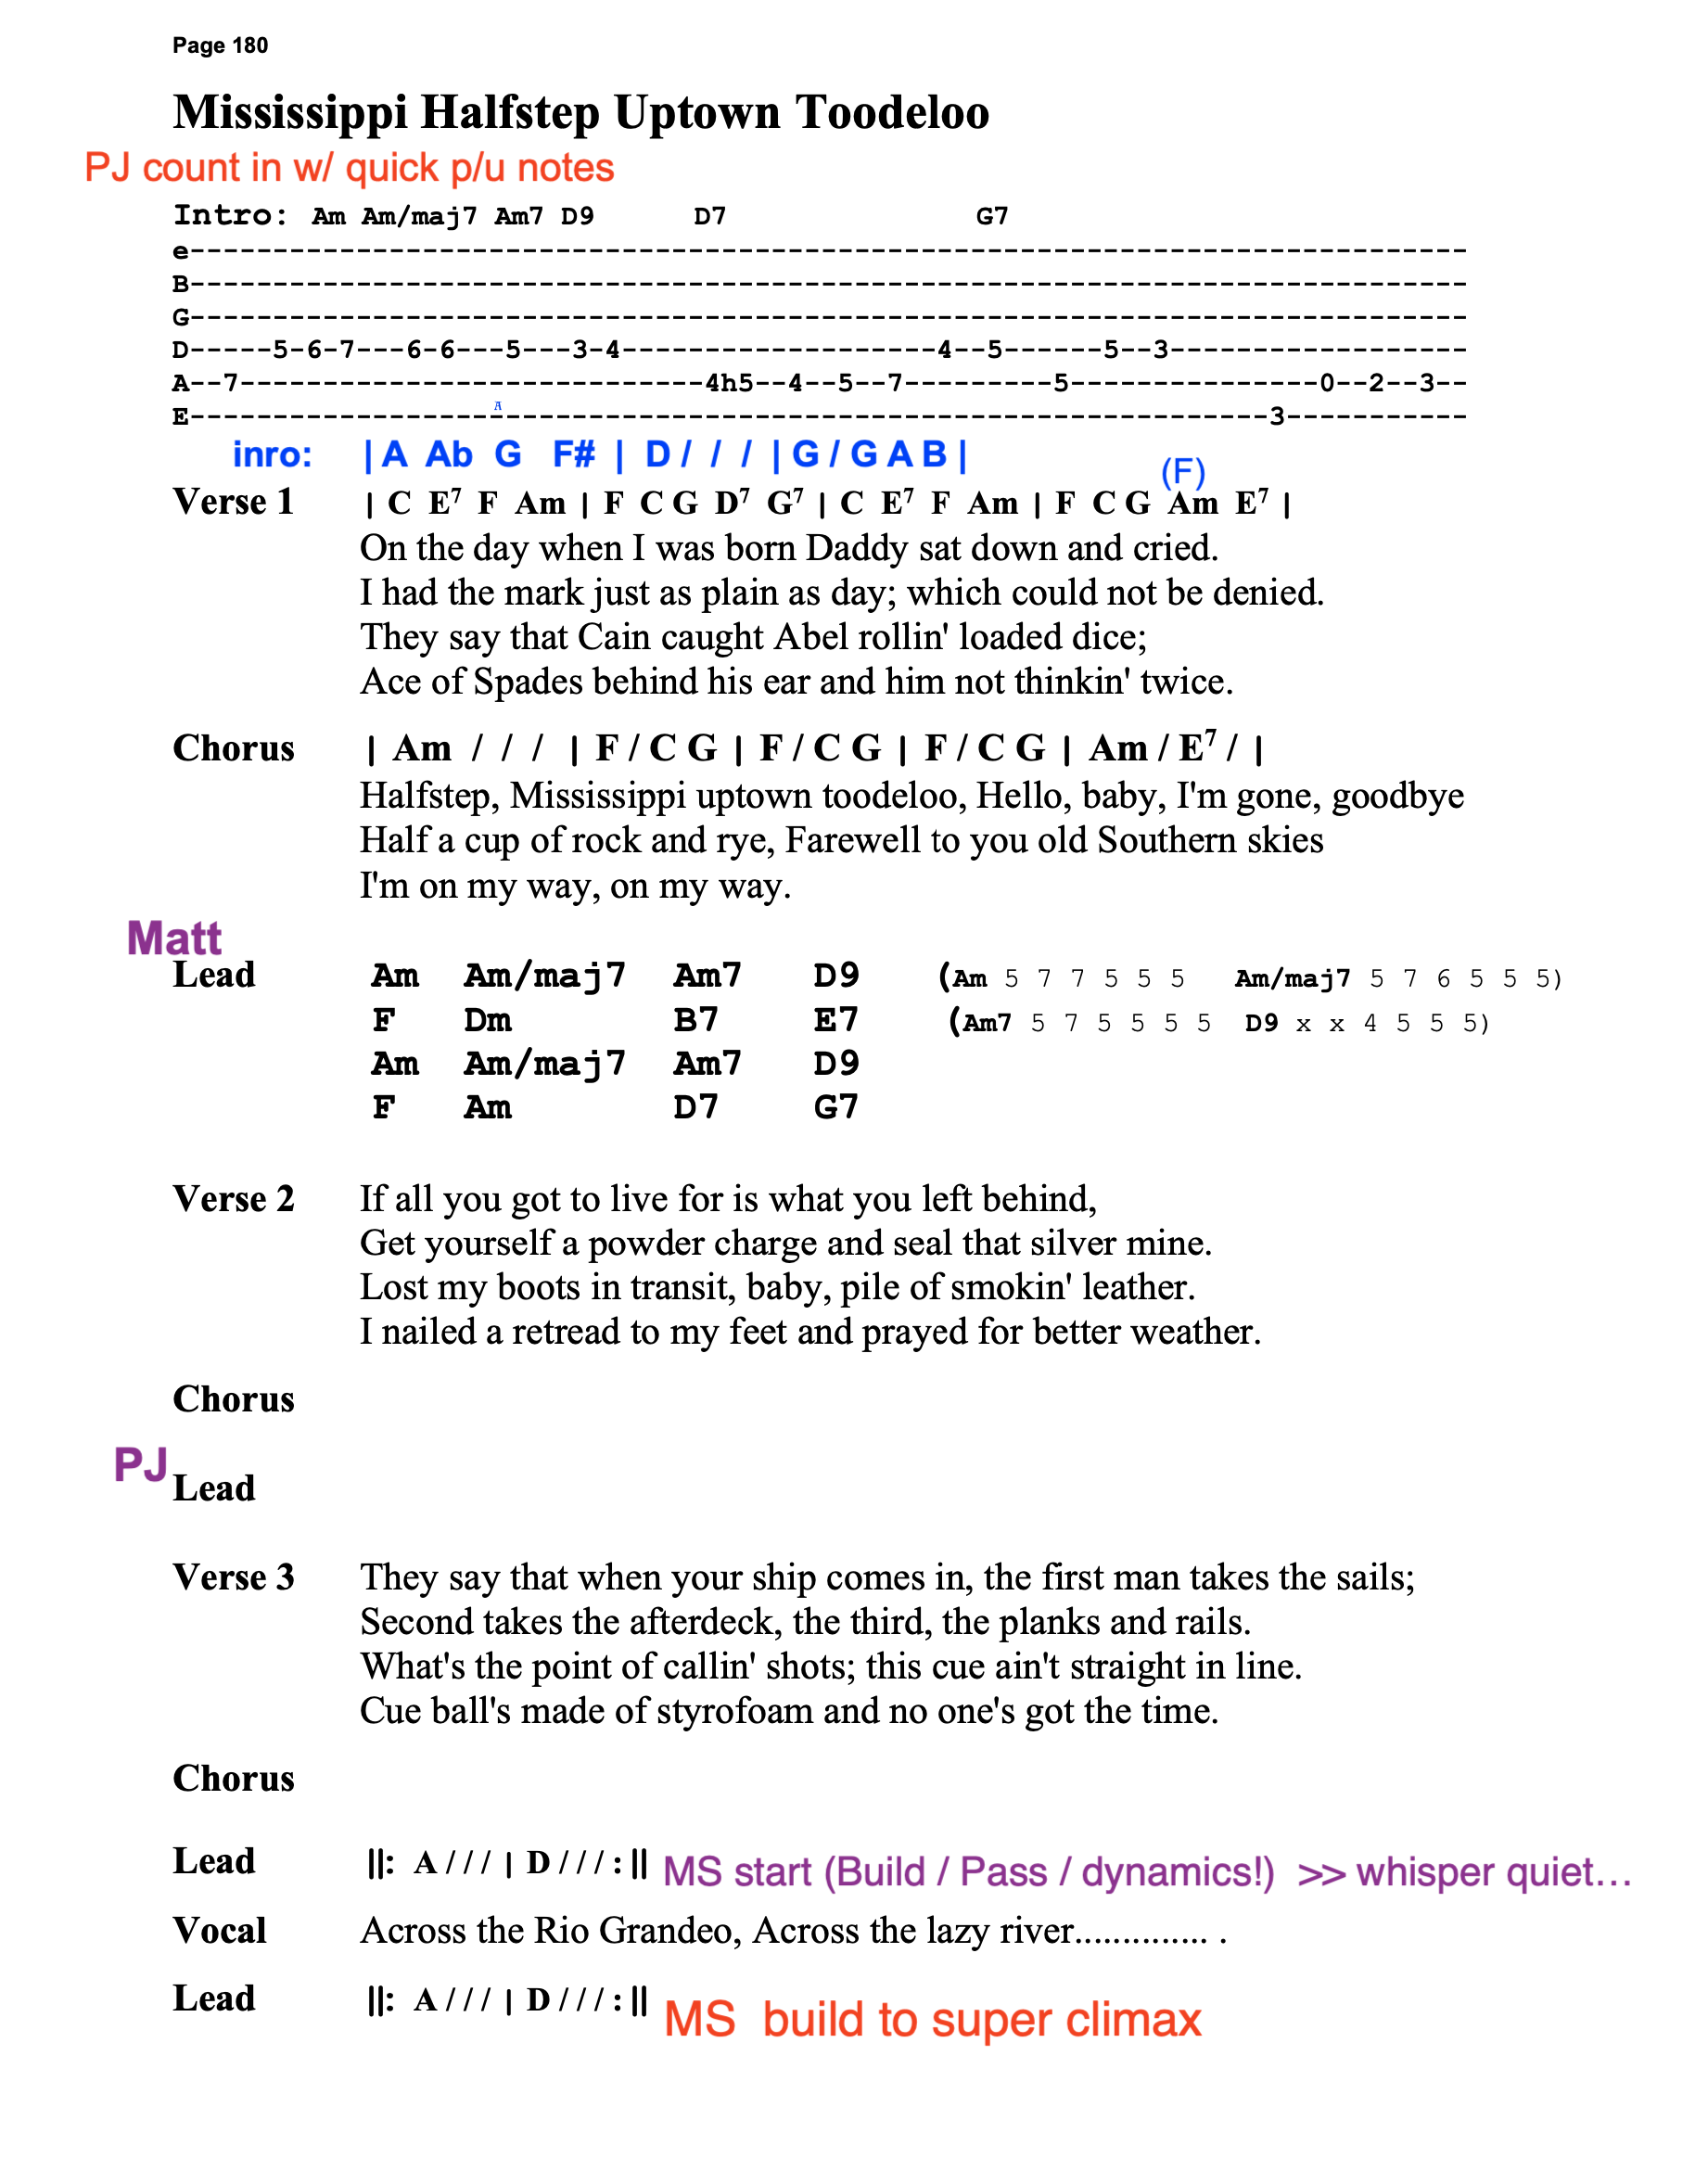 Page 180
Mississippi Halfstep Uptown Toodeloo
PJ count in w/ quick p/u notes
Intro: Am Am/maj7 Am7 D9 D7 G7
e-----------------------------------------------------------------------------
B-----------------------------------------------------------------------------
G-----------------------------------------------------------------------------
D-----5-6-7---6-6---5---3-4-------------------4--5------5--3------------------
A--7----------------------------4h5--4--5--7---------5---------------0--2--3--
A
E-----------------------------------------------------------------3-----------
inro: | A Ab G F# | D / / / | G / G A B |
(F)
Verse 1 | C E7 F Am | F C G D7 G7 | C E7 F Am | F C G Am E7 |
On the day when I was born Daddy sat down and cried.
I had the mark just as plain as day; which could not be denied.
They say that Cain caught Abel rollin' loaded dice;
Ace of Spades behind his ear and him not thinkin' twice.
Chorus | Am / / / | F / C G | F / C G | F / C G | Am / E7 / |
Halfstep, Mississippi uptown toodeloo, Hello, baby, I'm gone, goodbye
Half a cup of rock and rye, Farewell to you old Southern skies
I'm on my way, on my way.
Matt
Lead Am Am/maj7 Am7 D9 (Am 5 7 7 5 5 5 Am/maj7 5 7 6 5 5 5)
F Dm B7 E7 (Am7 5 7 5 5 5 5 D9 x x 4 5 5 5)
Am Am/maj7 Am7 D9
F Am D7 G7
Verse 2 If all you got to live for is what you left behind,
Get yourself a powder charge and seal that silver mine.
Lost my boots in transit, baby, pile of smokin' leather.
I nailed a retread to my feet and prayed for better weather.
Chorus
PJ
Lead
Verse 3 They say that when your ship comes in, the first man takes the sails;
Second takes the afterdeck, the third, the planks and rails.
What's the point of callin' shots; this cue ain't straight in line.
Cue ball's made of styrofoam and no one's got the time.
Chorus
Lead ||: A / / / | D / / / :|| MS start (Build / Pass / dynamics!) >> whisper quiet…
Vocal Across the Rio Grandeo, Across the lazy river.............. .
Lead ||: A / / / | D / / / :|| MS build to super climax